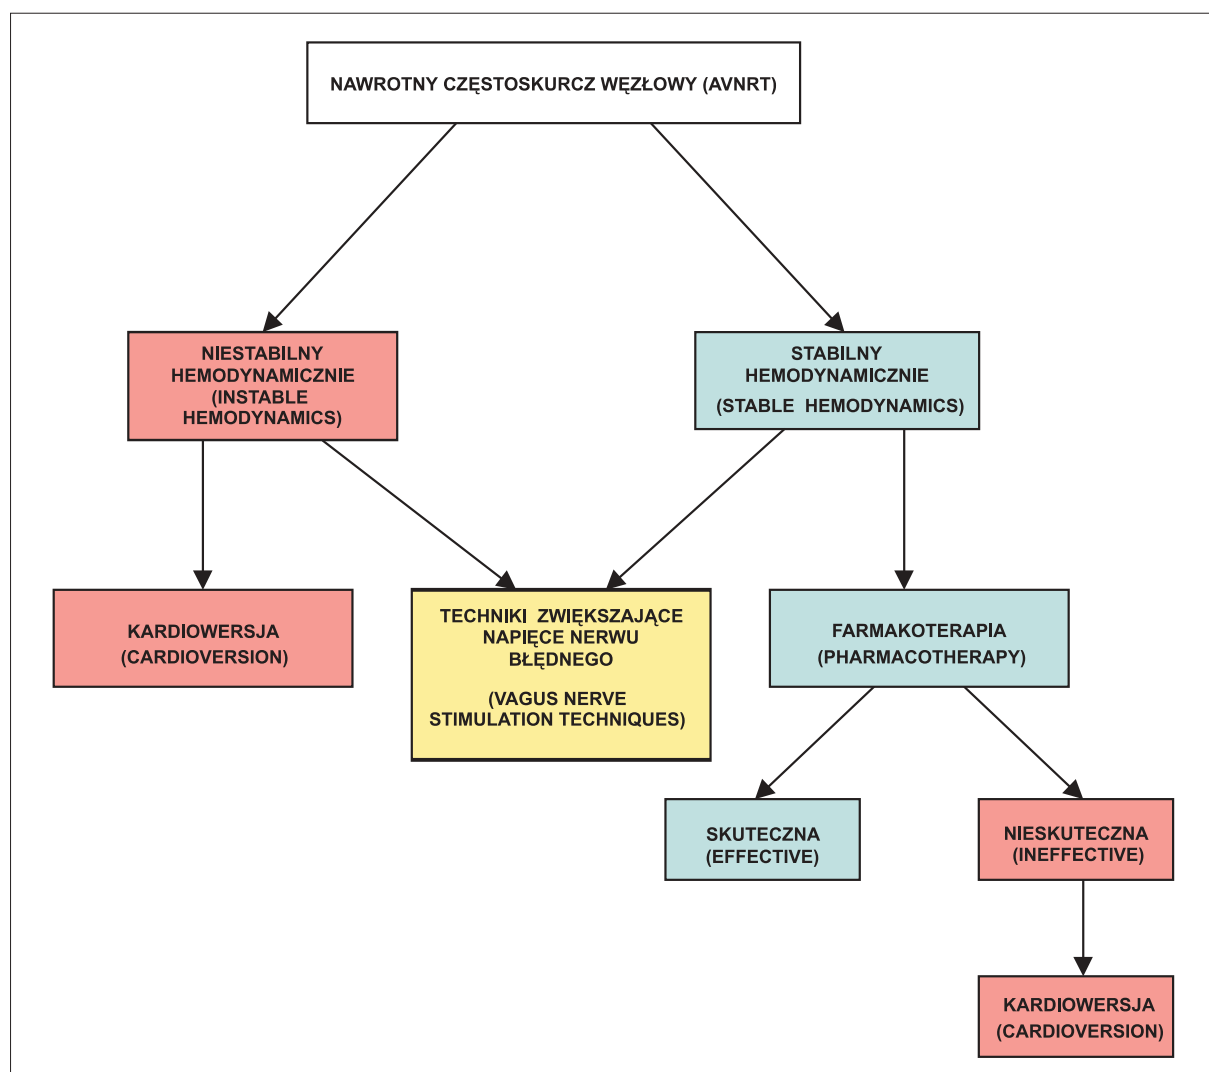 NAWROTNY CZĘSTOSKURCZ WĘZŁOWY (AVNRT)
NIESTABILNY
HEMODYNAMICZNIE
(INSTABLE
HEMODYNAMICS)
STABILNY
HEMODYNAMICZNIE
(STABLE HEMODYNAMICS)
KARDIOWERSJA
(CARDIOVERSION)
TECHNIKI ZWIĘKSZAJĄCE
NAPIĘCE NERWU
BŁĘDNEGO
(VAGUS NERVE
STIMULATION TECHNIQUES)
FARMAKOTERAPIA
(PHARMACOTHERAPY)
SKUTECZNA
(EFFECTIVE)
NIESKUTECZNA
(INEFFECTIVE)
KARDIOWERSJA
(CARDIOVERSION)